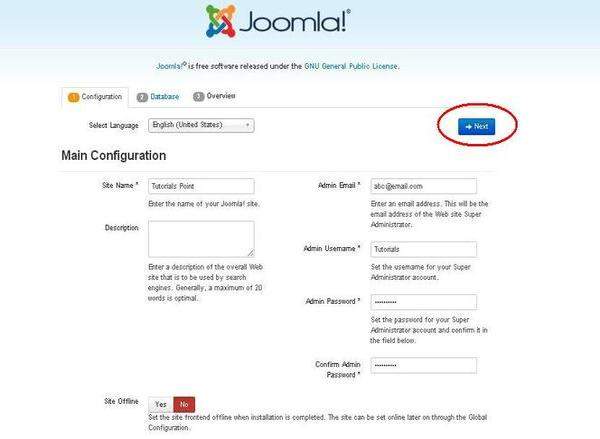 Joomla!®
Joomla!® is free software released under the GNU General Public License.
1 Configuration 2 Database 3 Overview
Select Language English (United States) Next
Main Configuration
Site Name * Tutorials Point
Enter the name of your Joomla! site.
Description
Enter a description of the overall Web
site that is to be used by search
engines. Generally, a maximum of 20
words is optimal.
Admin Email * abc@email.com
Enter an email address. This will be the
email address of the Web site Super
Administrator.
Admin Username * Tutorials
Set the username for your Super
Administrator account.
Admin Password * ••••••••••
Set the password for your Super
Administrator account and confirm it in
the field below.
Confirm Admin
Password * ••••••••••
Site Offline Yes No
Set the site frontend offline when installation is completed. The site can be set online later on through the Global
Configuration.